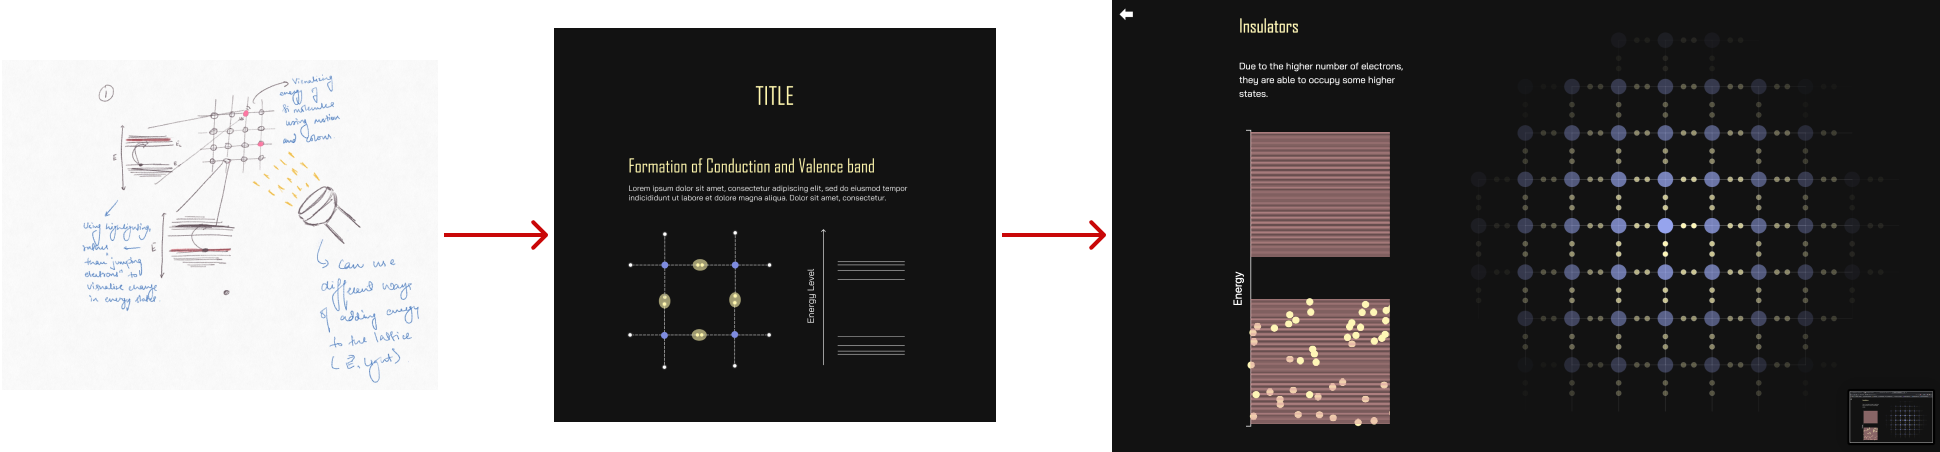 1
Visualizing
energy of
Si molecules
using motion
and colour
E
E
Using highlighting
rather
than "jumping
electrons" to
visualise change
in energy states
can use
different ways
of adding energy
to the lattice
TITLE
Formation of Conduction and Valence band
Lorem ipsum dolor sit amet, consectetur adipiscing elit, sed do eiusmod tempor
indicididunt ut labore et dolore magna aliqua. Dolor sit amet, consectetur.
Energy Level
Insulators
Due to the higher number of electrons,
they are able to occupy some higher
states.
Energy